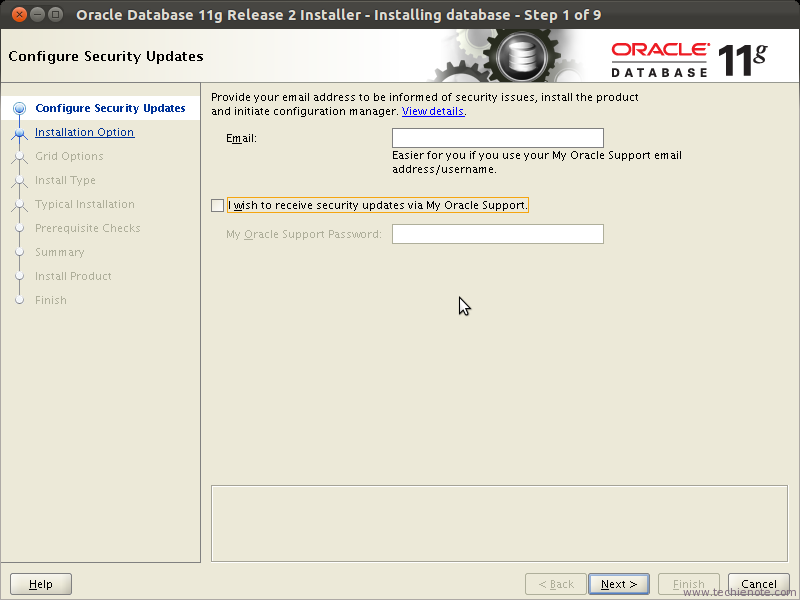 Oracle Database 11g Release 2 Installer - Installing database - Step 1 of 9
Configure Security Updates
ORACLE
DATABASE
11g
Configure Security Updates
Installation Option
Grid Options
Install Type
Typical Installation
Prerequisite Checks
Summary
Install Product
Finish
Provide your email address to be informed of security issues, install the product
and initiate configuration manager. View details.
Email:
Easier for you if you use your My Oracle Support email
address/username.
I wish to receive security updates via My Oracle Support.
My Oracle Support Password:
Help
< Back
Next >
Finish
Cancel
www.techienote.com